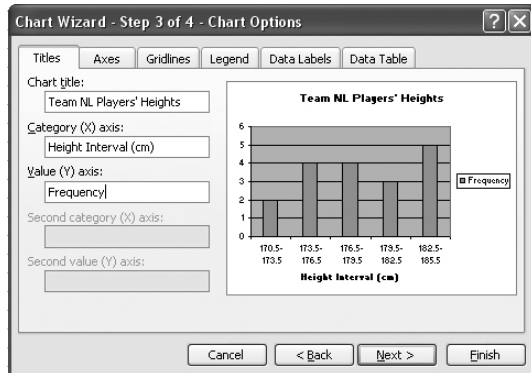 Chart Wizard - Step 3 of 4 - Chart Options
Titles Axes Gridlines Legend Data Labels Data Table
Chart title:
Team NL Players' Heights
Category (X) axis:
Height Interval (cm)
Value (Y) axis:
Frequency
Second category (X) axis:
Second value (Y) axis:
Team NL Players' Heights
6
5
4
3
2
1
0
170.5-173.5 173.5-176.5 176.5-179.5 179.5-182.5 182.5-185.5
Height Interval (cm)
Frequency
Cancel < Back Next > Finish